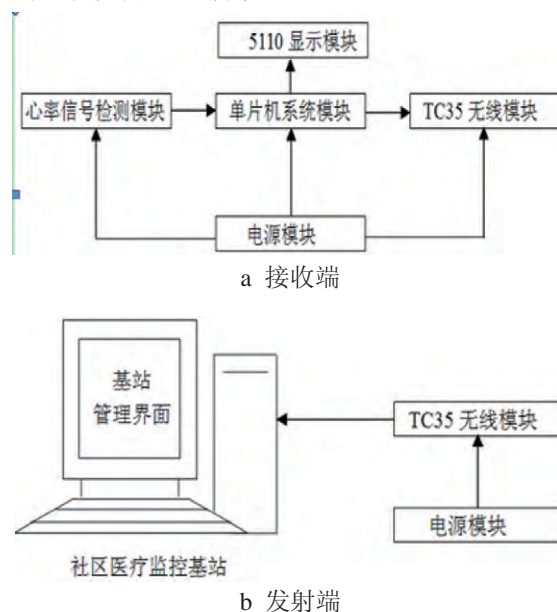 5110 显示模块
心率信号检测模块
单片机系统模块
TC35 无线模块
电源模块
a 接收端
基站
管理界面
TC35 无线模块
电源模块
社区医疗监控基站
b 发射端